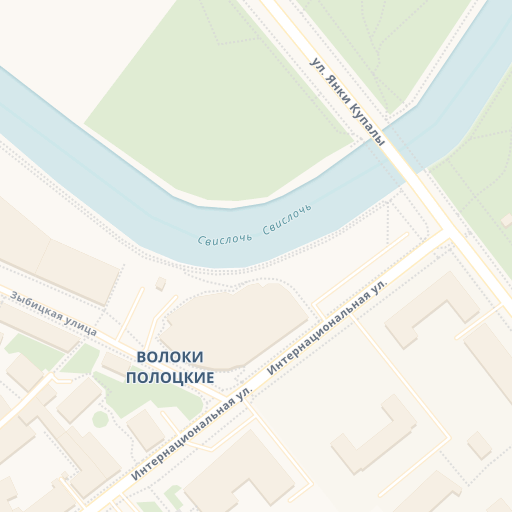 ул. Янки Купалы
Свислочь
Свислочь
Зыбицкая улица
Интернациональная ул.
ВОЛОКИ
ПОЛОЦКИЕ
Интернациональная ул.